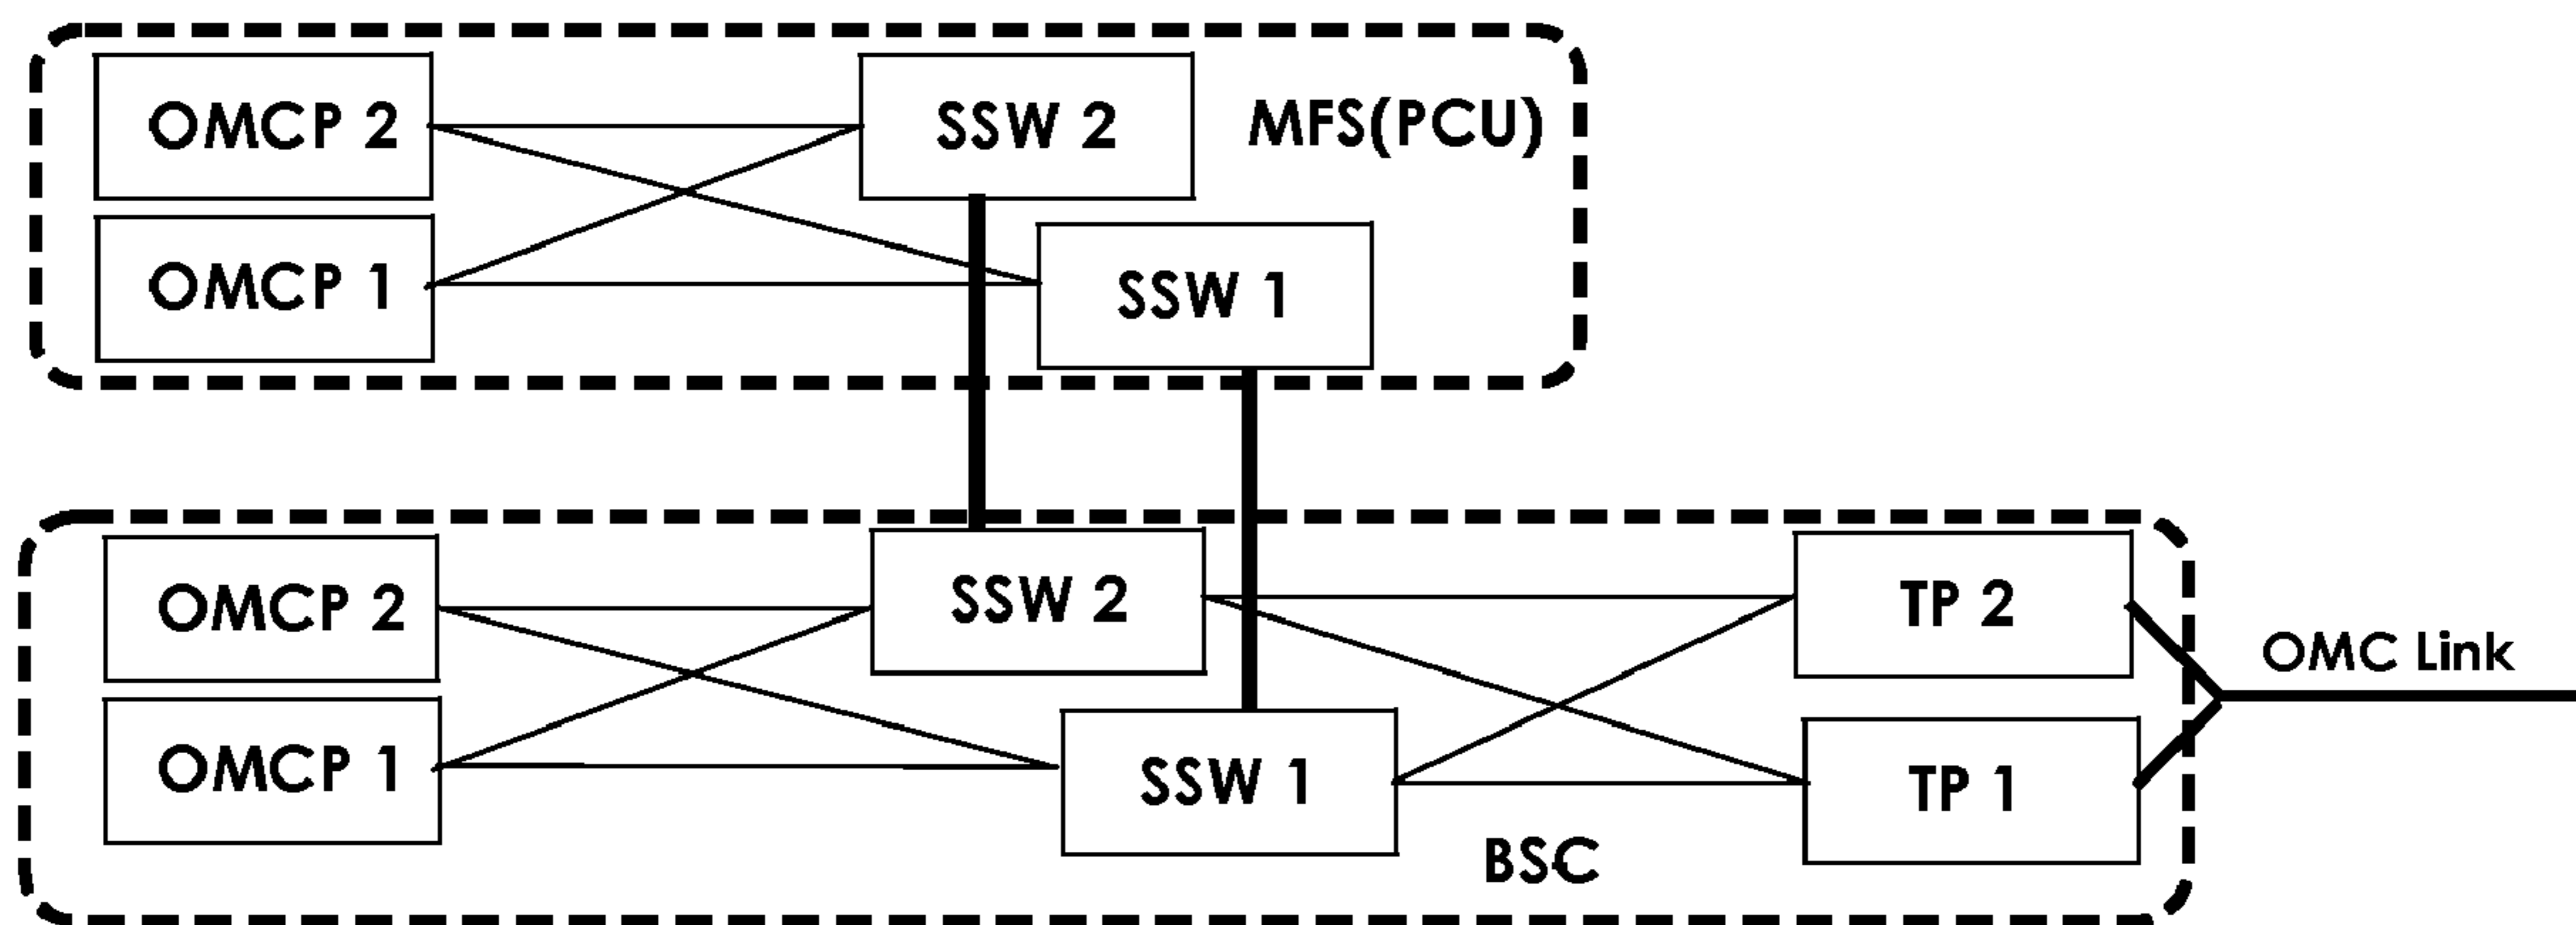 OMCP 2
SSW 2
MFS(PCU)
OMCP 1
SSW 1
OMCP 2
SSW 2
TP 2
OMC Link
OMCP 1
SSW 1
TP 1
BSC